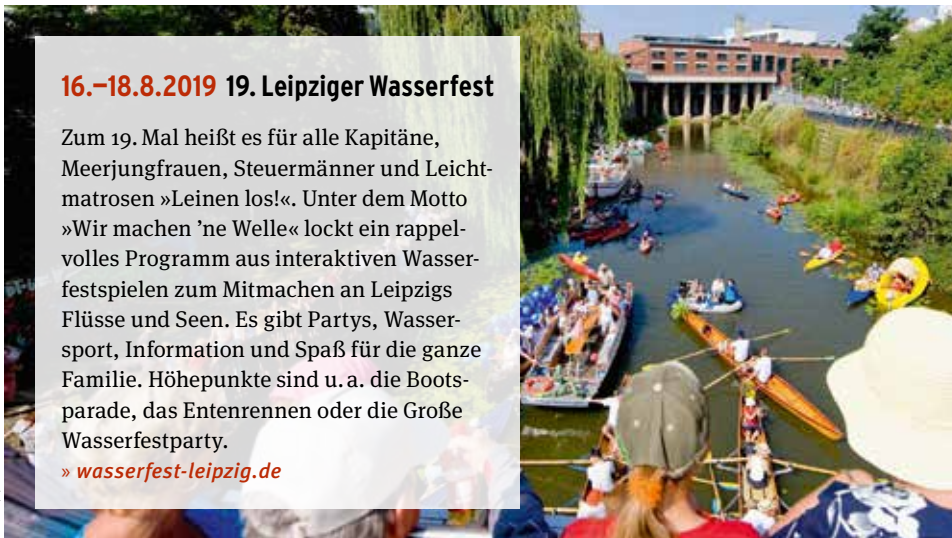 16.–18.8.2019 19. Leipziger Wasserfest
Zum 19. Mal heißt es für alle Kapitäne,
Meerjungfrauen, Steuermänner und Leicht-
matrosen »Leinen los!«. Unter dem Motto
»Wir machen ’ne Welle« lockt ein rappel-
volles Programm aus interaktiven Wasser-
festspielen zum Mitmachen an Leipzigs
Flüsse und Seen. Es gibt Partys, Wasser-
sport, Information und Spaß für die ganze
Familie. Höhepunkte sind u. a. die Boots-
parade, das Entenrennen oder die Große
Wasserfestparty.
» wasserfest-leipzig.de